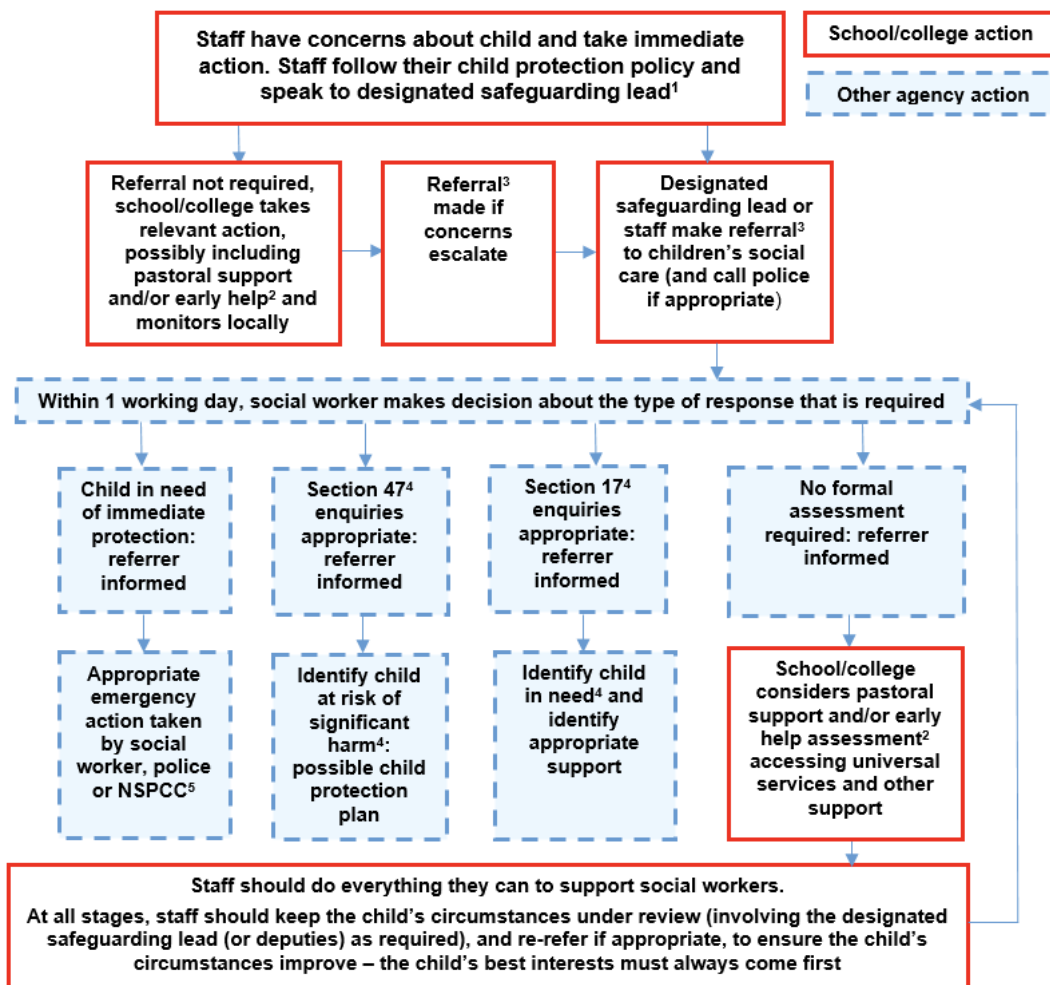 Staff have concerns about child and take immediate
action. Staff follow their child protection policy and
speak to designated safeguarding lead¹
School/college action
Other agency action
Referral not required,
school/college takes
relevant action,
possibly including
pastoral support
and/or early help² and
monitors locally
Referral³
made if
concerns
escalate
Designated
safeguarding lead or
staff make referral³
to children’s social
care (and call police
if appropriate)
Within 1 working day, social worker makes decision about the type of response that is required
Child in need
of immediate
protection:
referrer
informed
Section 47⁴
enquiries
appropriate:
referrer
informed
Section 17⁴
enquiries
appropriate:
referrer
informed
No formal
assessment
required: referrer
informed
Appropriate
emergency
action taken
by social
worker, police
or NSPCC⁵
Identify child
at risk of
significant
harm⁴:
possible child
protection
plan
Identify child
in need⁴ and
identify
appropriate
support
School/college
considers pastoral
support and/or early
help assessment²
accessing universal
services and other
support
Staff should do everything they can to support social workers.
At all stages, staff should keep the child’s circumstances under review (involving the designated
safeguarding lead (or deputies) as required), and re-refer if appropriate, to ensure the child’s
circumstances improve – the child’s best interests must always come first